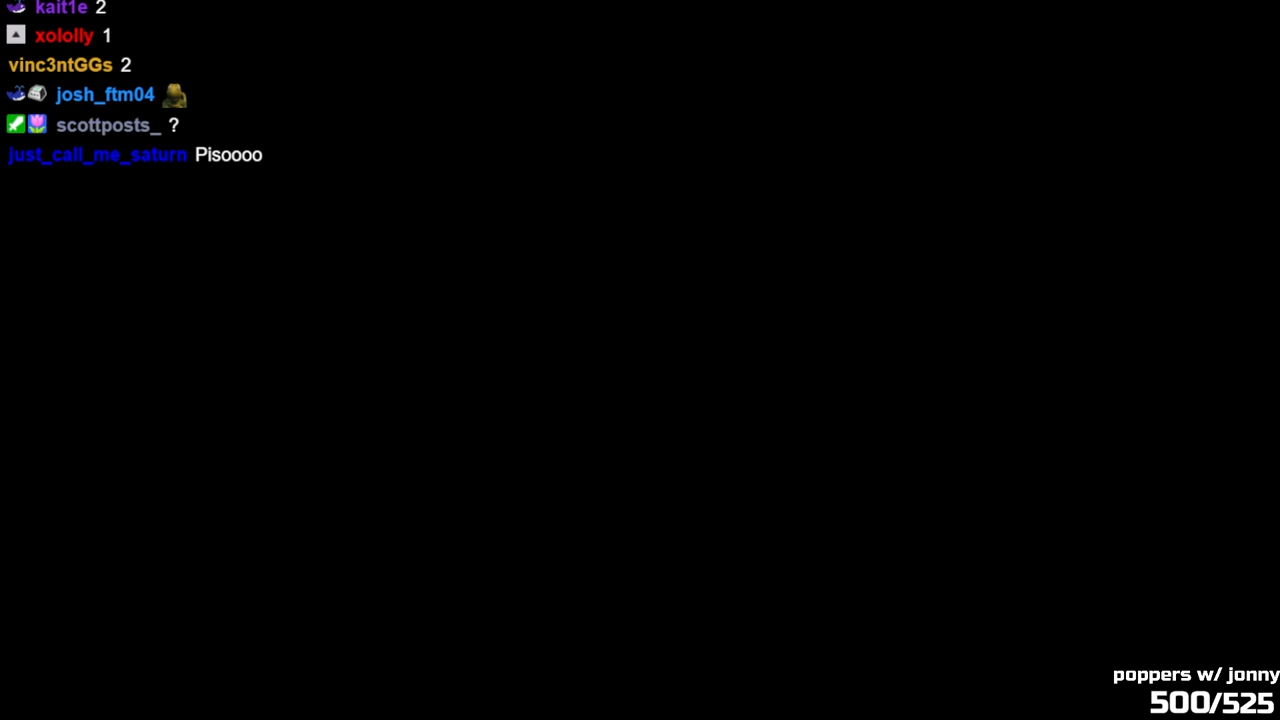 kait1e 2
xololly 1
vinc3ntGGs 2
josh_ftm04
scottposts_ ?
just_call_me_saturn Pisoooo
poppers w/ jonny
500/525